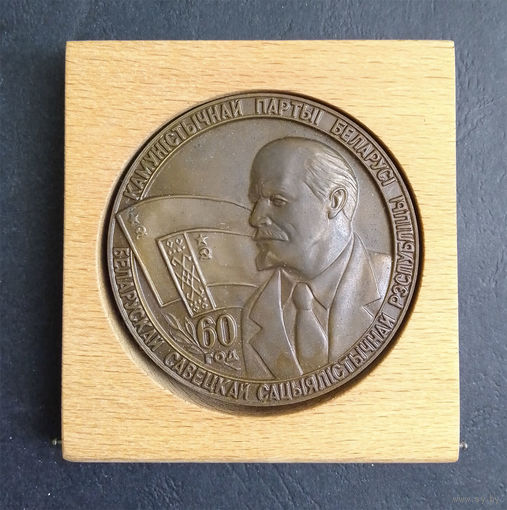 КАМУНІСТЫЧНАЙ ПАРТЫІ БЕЛАРУСІ
БЕЛАРУСКАЙ САВЕЦКАЙ САЦЫЯЛІСТЫЧНАЙ РЭСПУБЛІЦЫ
60
ГОД